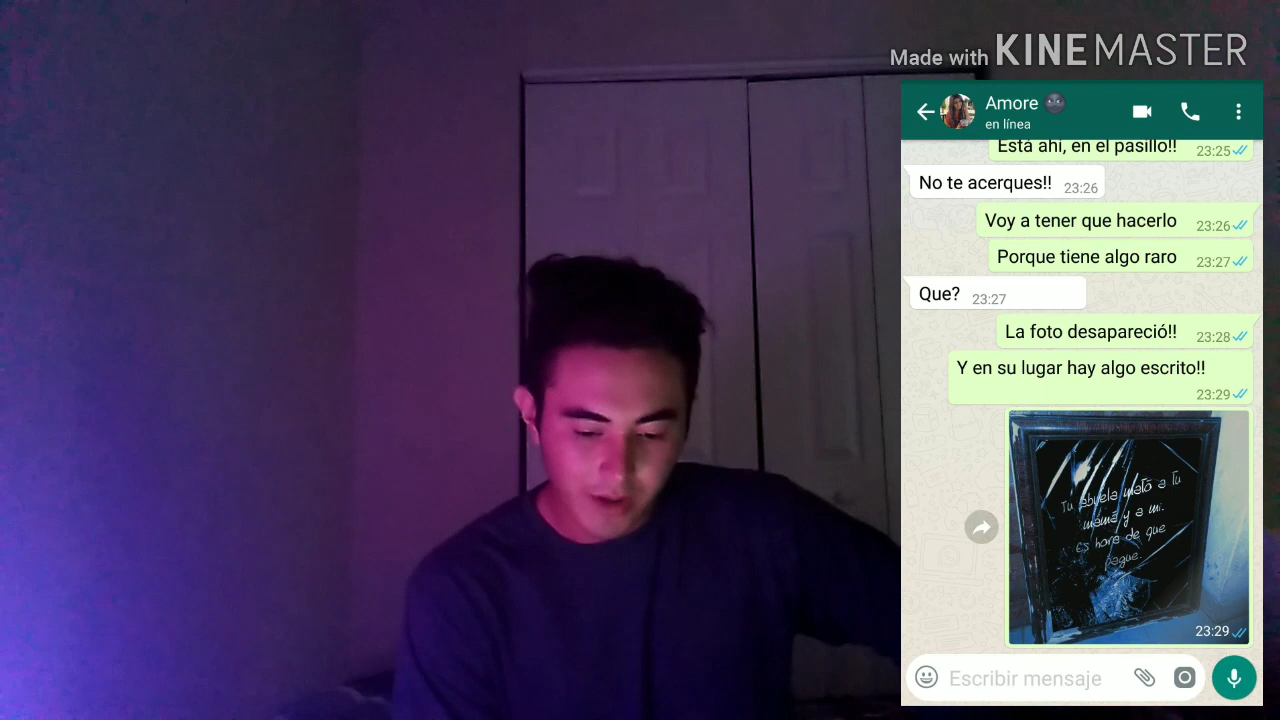 Made with KINEMASTER
Amore
en línea
Está ahí, en el pasillo!! 23:25
No te acerques!! 23:26
Voy a tener que hacerlo 23:26
Porque tiene algo raro 23:27
Que? 23:27
La foto desapareció!! 23:28
Y en su lugar hay algo escrito!!
23:29
Tu abuela mató a tu
mamá y a mi.
es hora de que
pague.
23:29
Escribir mensaje